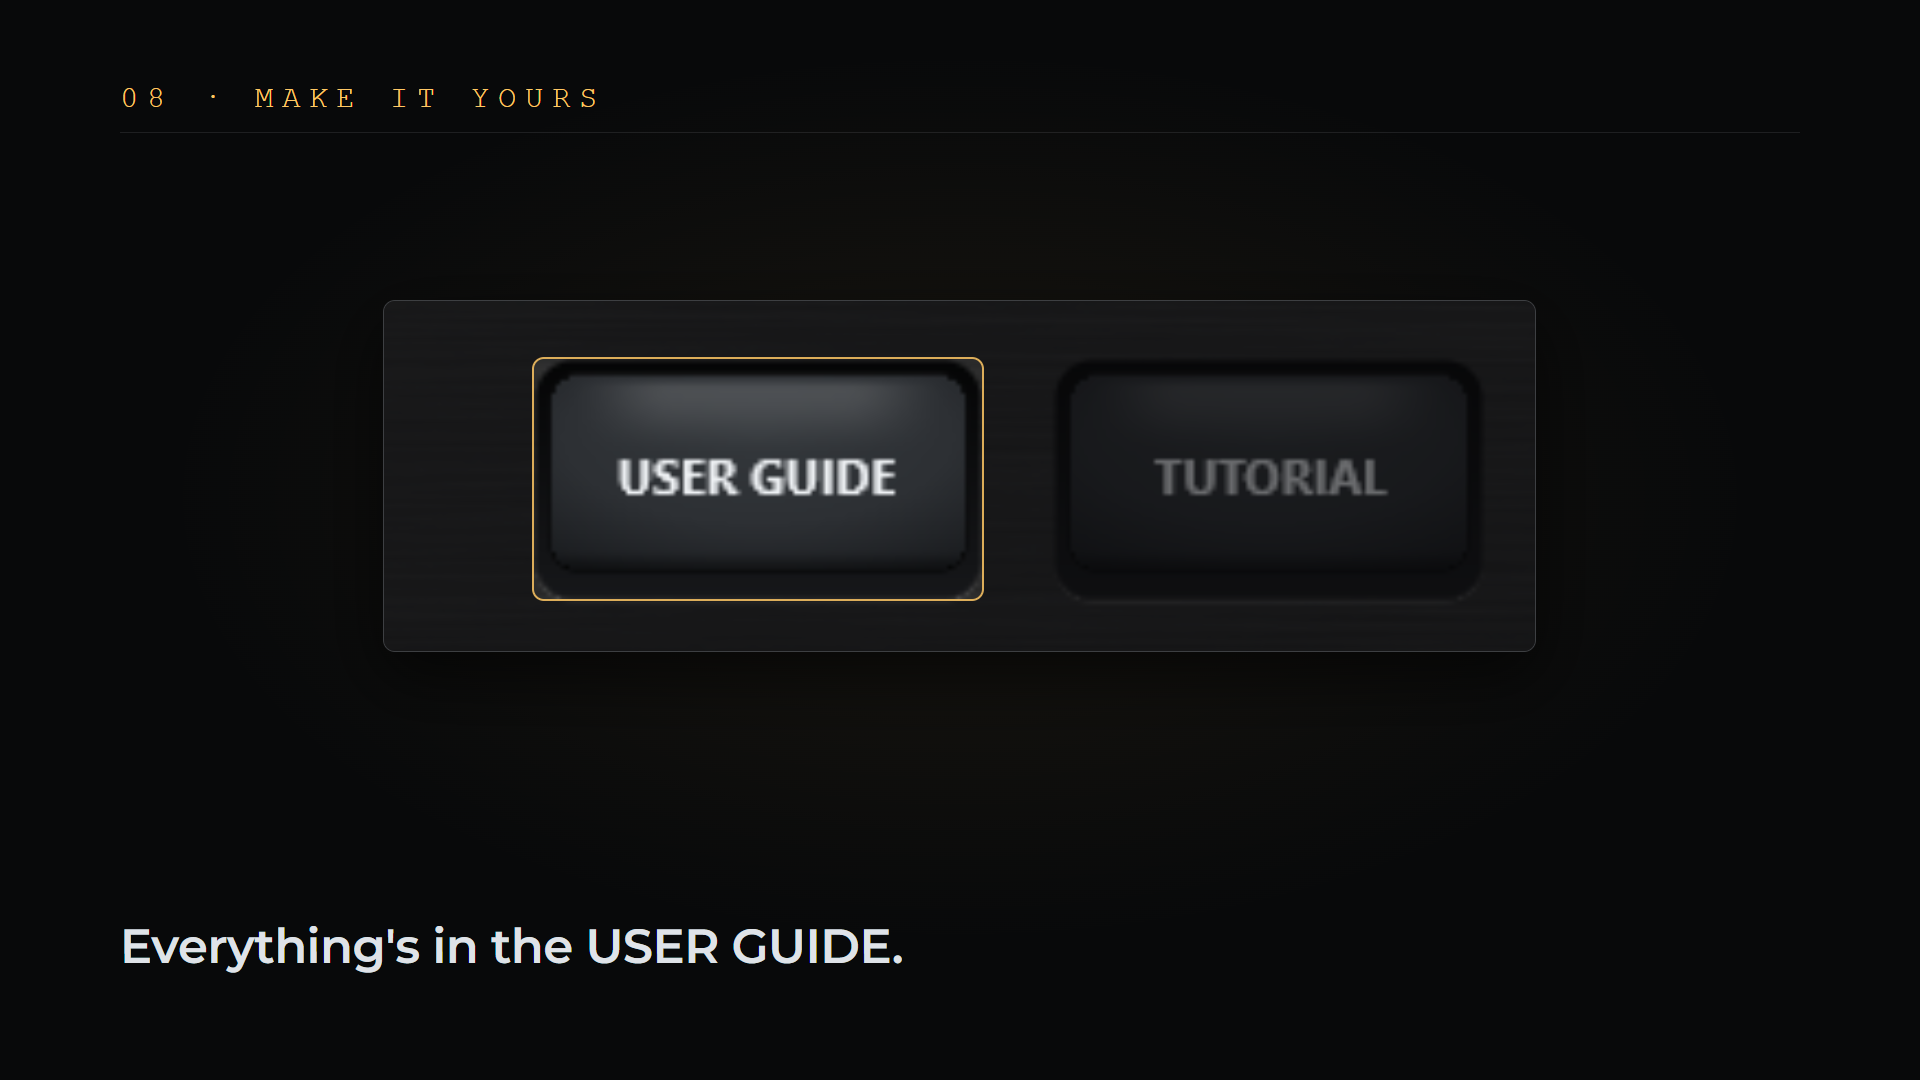 08 · MAKE IT YOURS
USER GUIDE
TUTORIAL
Everything's in the USER GUIDE.